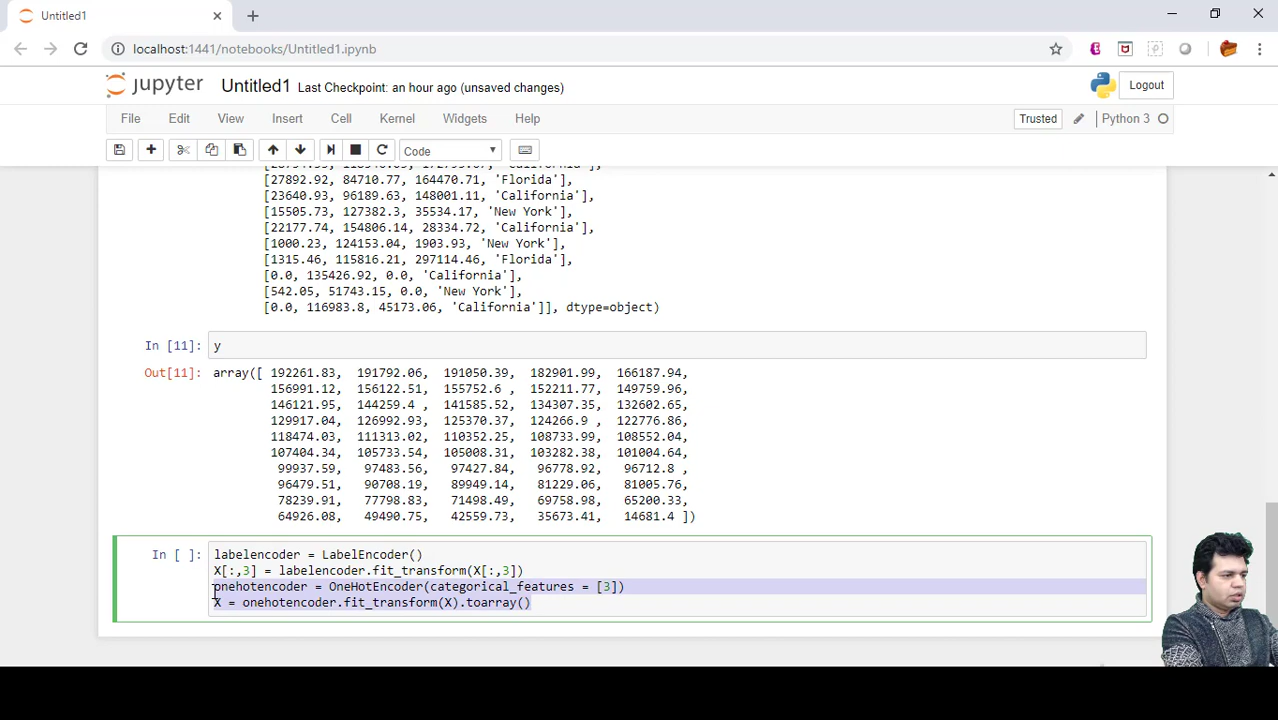 Untitled1
localhost:1441/notebooks/Untitled1.ipynb
jupyter Untitled1 Last Checkpoint: an hour ago (unsaved changes) Logout
File Edit View Insert Cell Kernel Widgets Help Trusted Python 3
Code
[27892.92, 84710.77, 164470.71, 'Florida'],
[23640.93, 96189.63, 148001.11, 'California'],
[15505.73, 127382.3, 35534.17, 'New York'],
[22177.74, 154806.14, 28334.72, 'California'],
[1000.23, 124153.04, 1903.93, 'New York'],
[1315.46, 115816.21, 297114.46, 'Florida'],
[0.0, 135426.92, 0.0, 'California'],
[542.05, 51743.15, 0.0, 'New York'],
[0.0, 116983.8, 45173.06, 'California']], dtype=object)
In [11]: y
Out[11]: array([ 192261.83, 191792.06, 191050.39, 182901.99, 166187.94,
156991.12, 156122.51, 155752.6 , 152211.77, 149759.96,
146121.95, 144259.4 , 141585.52, 134307.35, 132602.65,
129917.04, 126992.93, 125370.37, 124266.9 , 122776.86,
118474.03, 111313.02, 110352.25, 108733.99, 108552.04,
107404.34, 105733.54, 105008.31, 103282.38, 101004.64,
99937.59, 97483.56, 97427.84, 96778.92, 96712.8 ,
96479.51, 90708.19, 89949.14, 81229.06, 81005.76,
78239.91, 77798.83, 71498.49, 69758.98, 65200.33,
64926.08, 49490.75, 42559.73, 35673.41, 14681.4 ])
In [ ]: labelencoder = LabelEncoder()
X[:,3] = labelencoder.fit_transform(X[:,3])
onehotencoder = OneHotEncoder(categorical_features = [3])
X = onehotencoder.fit_transform(X).toarray()